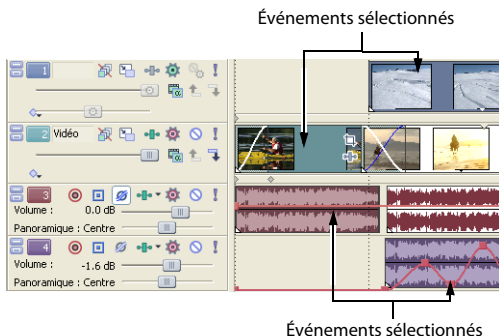 Événements sélectionnés
1
2 Vidéo
3
Volume : 0.0 dB
Panoramique : Centre
4
Volume : -1.6 dB
Panoramique : Centre
Événements sélectionnés